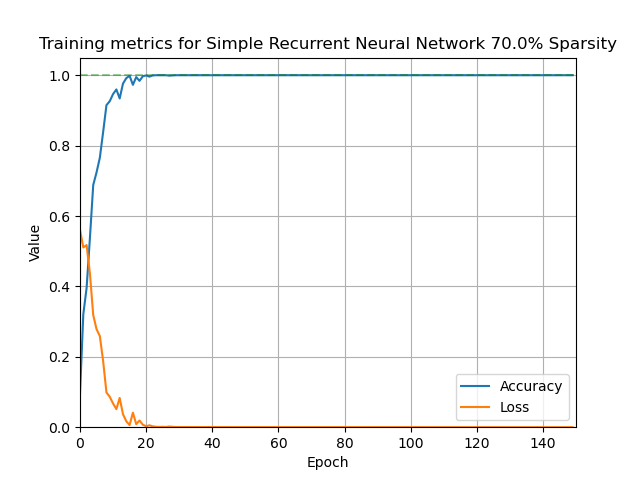 Training metrics for Simple Recurrent Neural Network 70.0% Sparsity
1.0
0.8
0.6
0.4
0.2
0.0
Value
0 20 40 60 80 100 120 140
Epoch
Accuracy
Loss